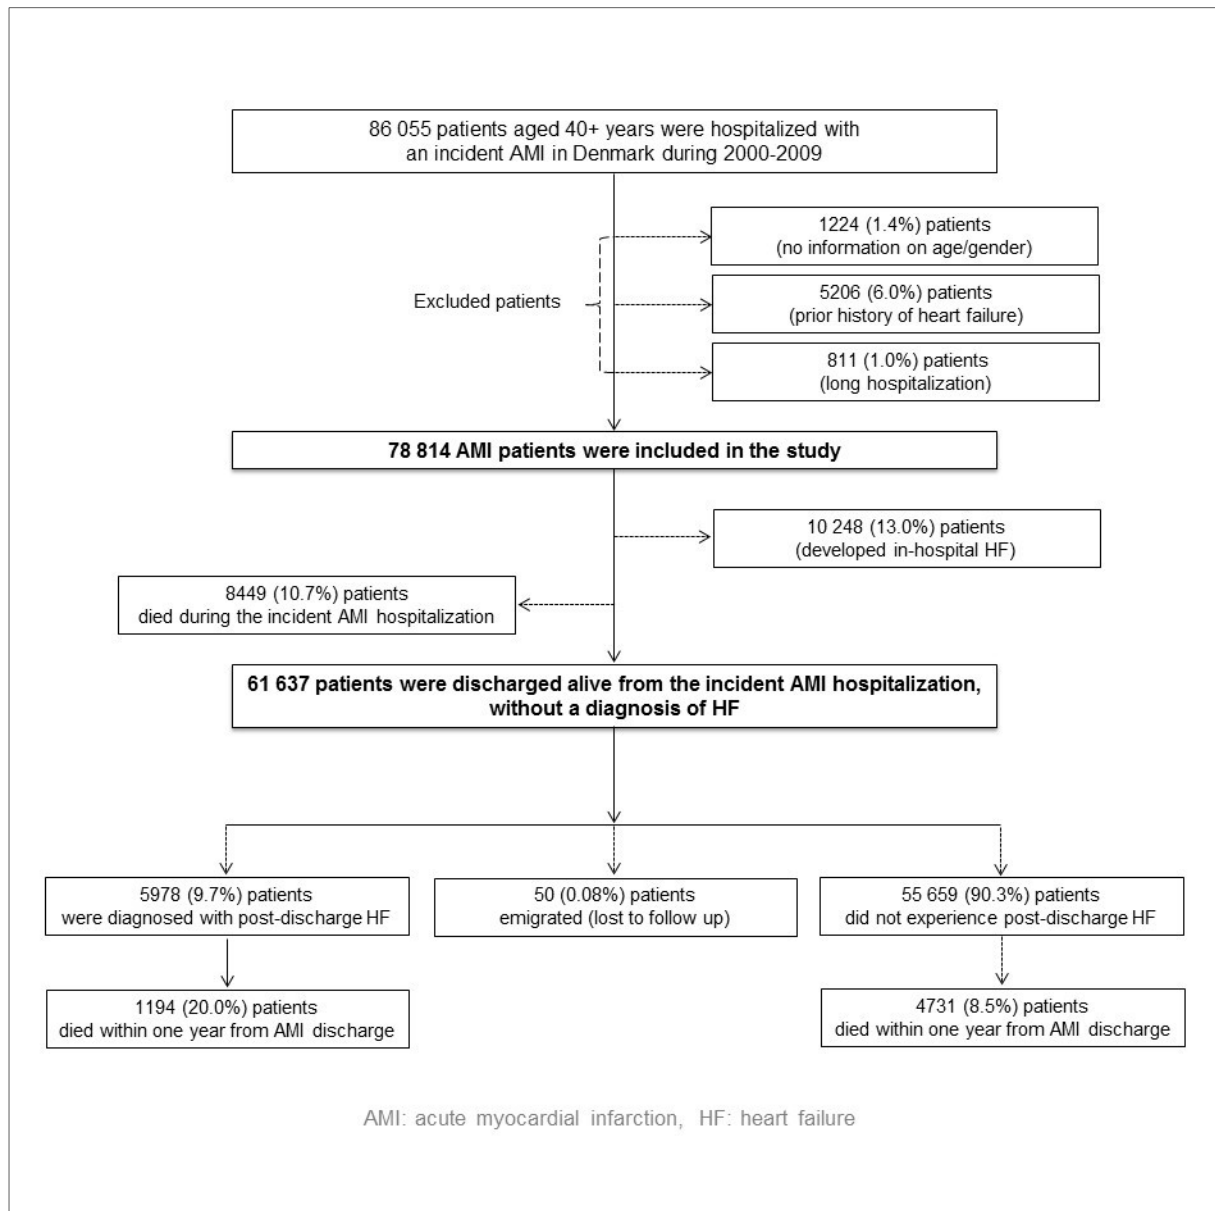 86 055 patients aged 40+ years were hospitalized with
an incident AMI in Denmark during 2000-2009
1224 (1.4%) patients
(no information on age/gender)
Excluded patients
5206 (6.0%) patients
(prior history of heart failure)
811 (1.0%) patients
(long hospitalization)
78 814 AMI patients were included in the study
10 248 (13.0%) patients
(developed in-hospital HF)
8449 (10.7%) patients
died during the incident AMI hospitalization
61 637 patients were discharged alive from the incident AMI hospitalization,
without a diagnosis of HF
5978 (9.7%) patients
were diagnosed with post-discharge HF
50 (0.08%) patients
emigrated (lost to follow up)
55 659 (90.3%) patients
did not experience post-discharge HF
1194 (20.0%) patients
died within one year from AMI discharge
4731 (8.5%) patients
died within one year from AMI discharge
AMI: acute myocardial infarction, HF: heart failure